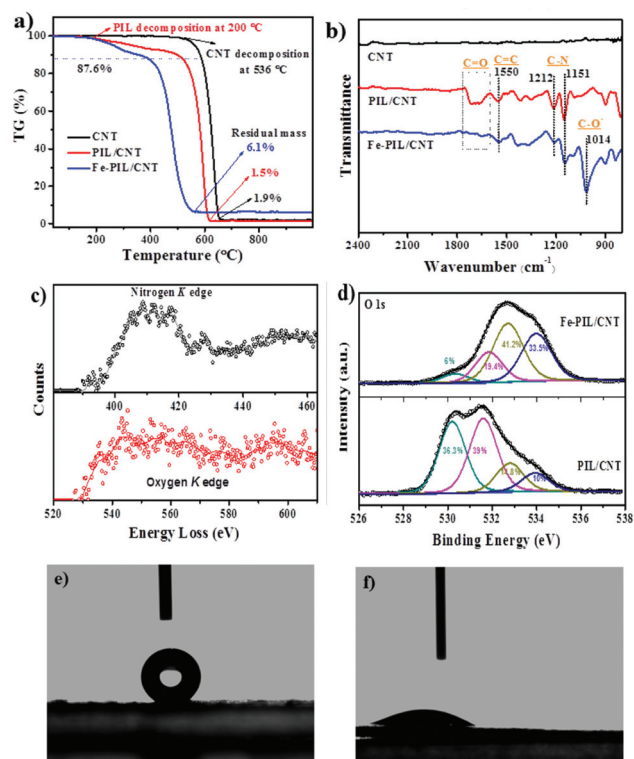 a)
PIL decomposition at 200 °C
CNT decomposition
at 536 °C
87.6%
Residual mass
6.1%
1.5%
1.9%
CNT
PIL/CNT
Fe-PIL/CNT
TG (%)
100
80
60
40
20
0
0 200 400 600 800
Temperature (°C)
b)
CNT
C=O
C=C
1550
C-N
1212 1151
PIL/CNT
C-O-
1014
Fe-PIL/CNT
Transmittance
2400 2100 1800 1500 1200 900
Wavenumber (cm-1)
c)
Nitrogen K edge
400 420 440 460
Oxygen K edge
Counts
520 540 560 580 600
Energy Loss (eV)
d)
O 1s
Fe-PIL/CNT
6%
19.4%
41.2%
33.5%
PIL/CNT
36.3%
39%
10%
Intensity (a.u.)
526 528 530 532 534 536 538
Binding Energy (eV)
e)
f)